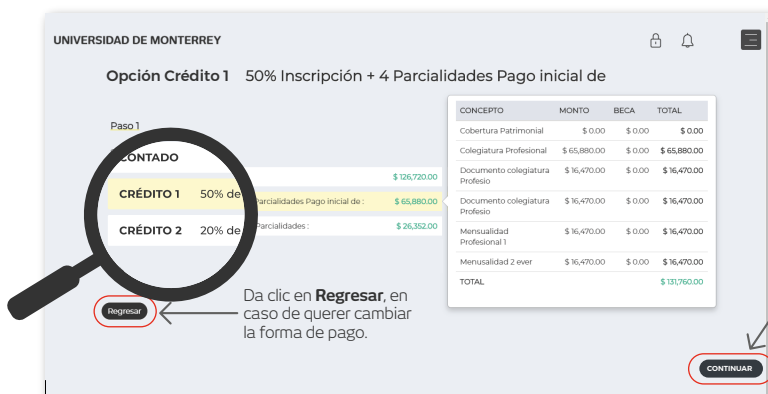 UNIVERSIDAD DE MONTERREY
Opción Crédito 1 50% Inscripción + 4 Parcialidades Pago inicial de
Paso 1
CONTADO
$ 126,720.00
CRÉDITO 1 50% de Parcialidades Pago inicial de : $ 65,880.00
CRÉDITO 2 20% de Parcialidades : $ 26,352.00
CONCEPTO MONTO BECA TOTAL
Cobertura Patrimonial $ 0.00 $ 0.00 $ 0.00
Colegiatura Profesional $ 65,880.00 $ 0.00 $ 65,880.00
Documento colegiatura $ 16,470.00 $ 0.00 $ 16,470.00
Profesio
Documento colegiatura $ 16,470.00 $ 0.00 $ 16,470.00
Profesio
Mensualidad $ 16,470.00 $ 0.00 $ 16,470.00
Profesional 1
Menusalidad 2 ever $ 16,470.00 $ 0.00 $ 16,470.00
TOTAL $ 131,760.00
Regresar
Da clic en Regresar, en
caso de querer cambiar
la forma de pago.
CONTINUAR